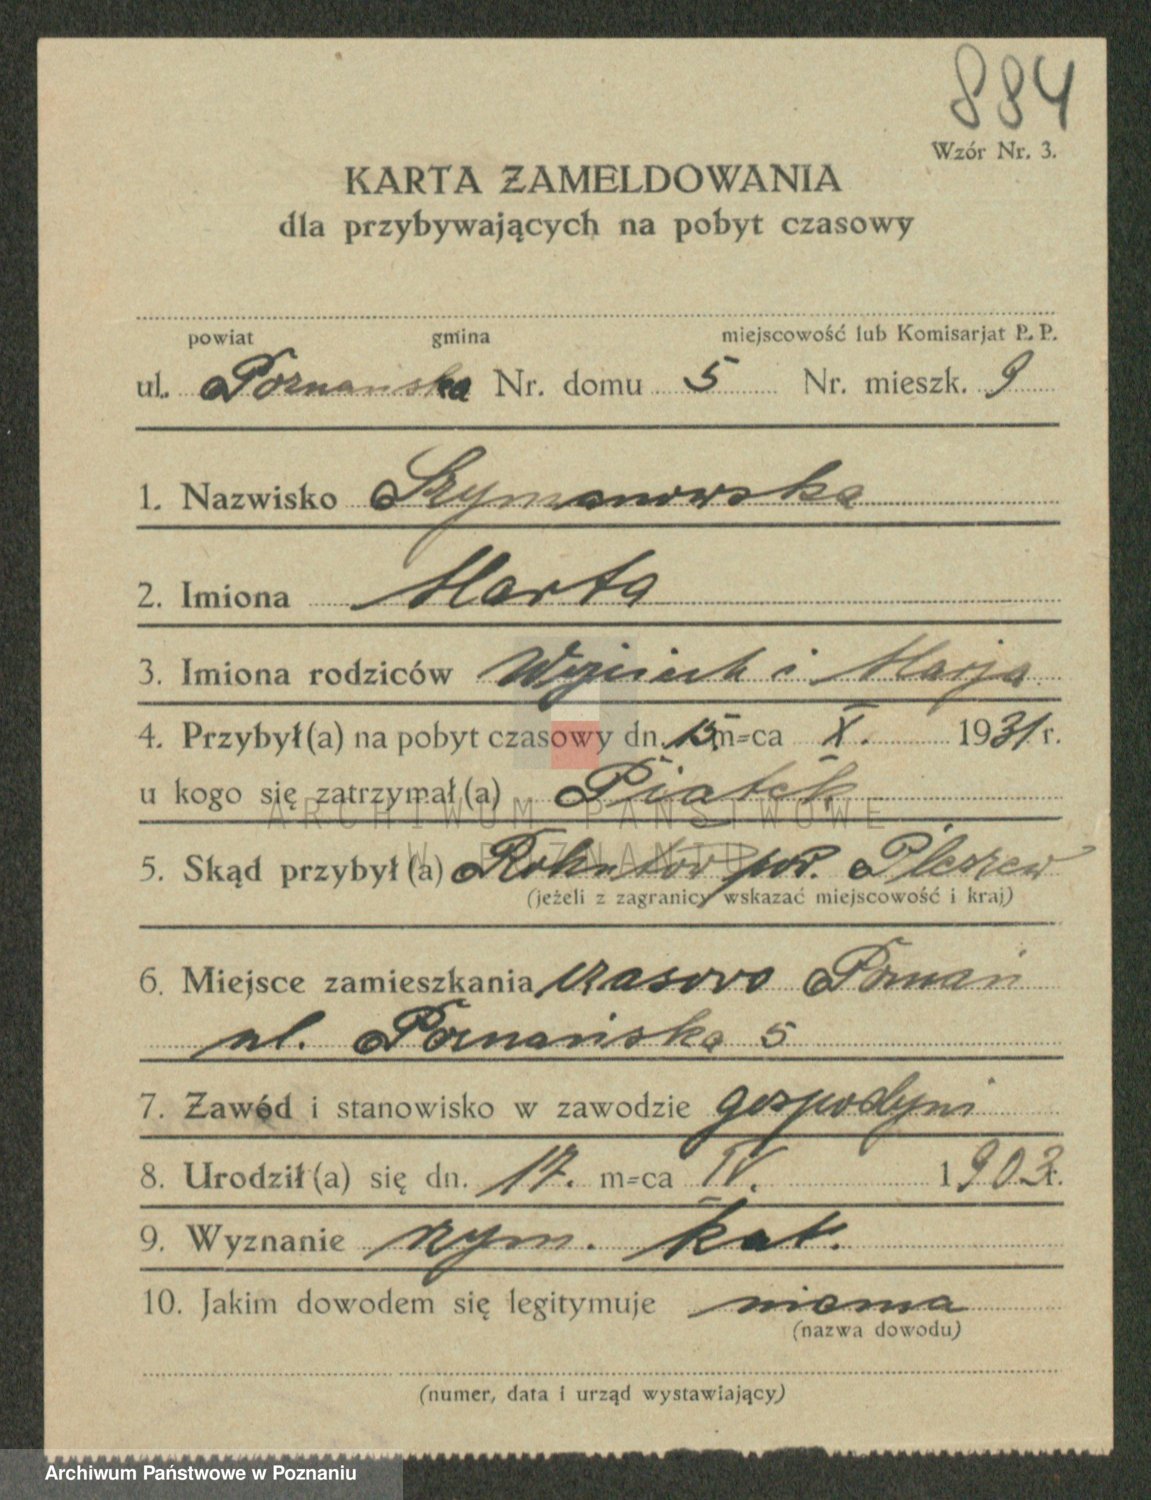 884
Wzór Nr. 3.
KARTA ZAMELDOWANIA
dla przybywających na pobyt czasowy
powiat gmina miejscowość lub Komisarjat P. P.
ul. Poznańska Nr. domu 5 Nr. mieszk. 9
1. Nazwisko Szymanowska
2. Imiona Marta
3. Imiona rodziców Wojciech i Marja
4. Przybył(a) na pobyt czasowy dn. 15 m-ca X. 1931 r.
u kogo się zatrzymał(a) Piątek
ARCHIWUM PAŃSTWOWE
W POZNANIU
5. Skąd przybył(a) pow. Pleszew
(jeżeli z zagranicy wskazać miejscowość i kraj)
6. Miejsce zamieszkania czasowo Poznań
ul. Poznańska 5
7. Zawód i stanowisko w zawodzie gospodyni
8. Urodził(a) się dn. 17. m-ca IV. 1903 r.
9. Wyznanie rzym. kat.
10. Jakim dowodem się legitymuje niema
(nazwa dowodu)
(numer, data i urząd wystawiający)
Archiwum Państwowe w Poznaniu